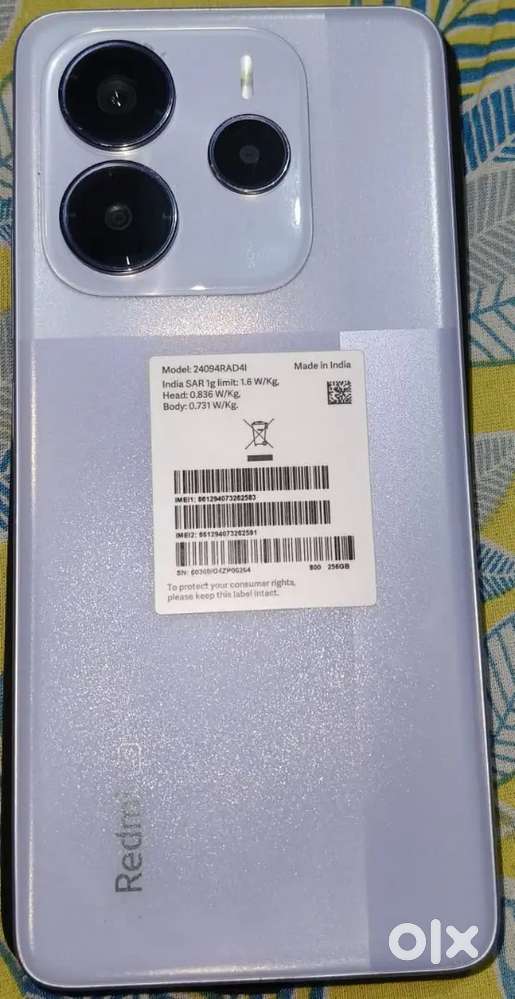 Model: 24094RAD4I Made in India
India SAR 1g limit: 1.6 W/Kg,
Head: 0.836 W/Kg,
Body: 0.731 W/Kg.
IMEI1: 861294073262583
IMEI2: 861294073262591
SN: 256GB
To protect your consumer rights,
please keep this label intact.
Redmi
olx